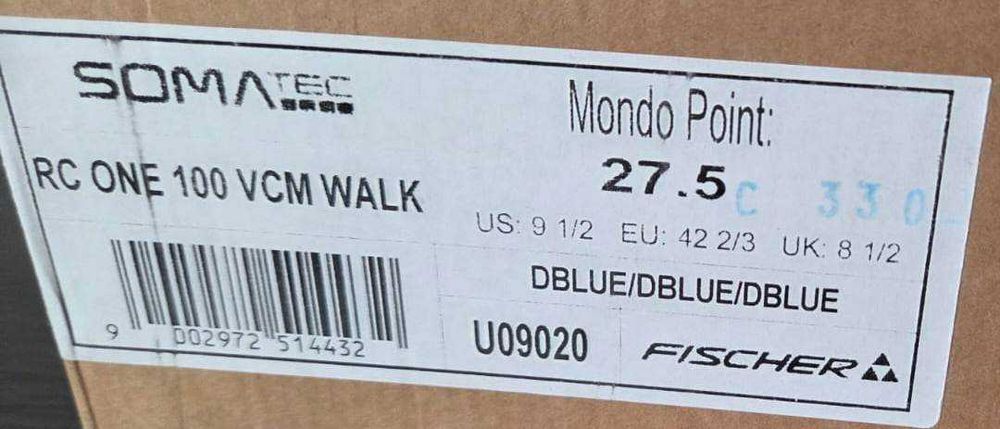 SOMATEC
RC ONE 100 VCM WALK
9 002972 514432
Mondo Point:
27.5 C 330
US: 9 1/2 EU: 42 2/3 UK: 8 1/2
DBLUE/DBLUE/DBLUE
U09020
FISCHER